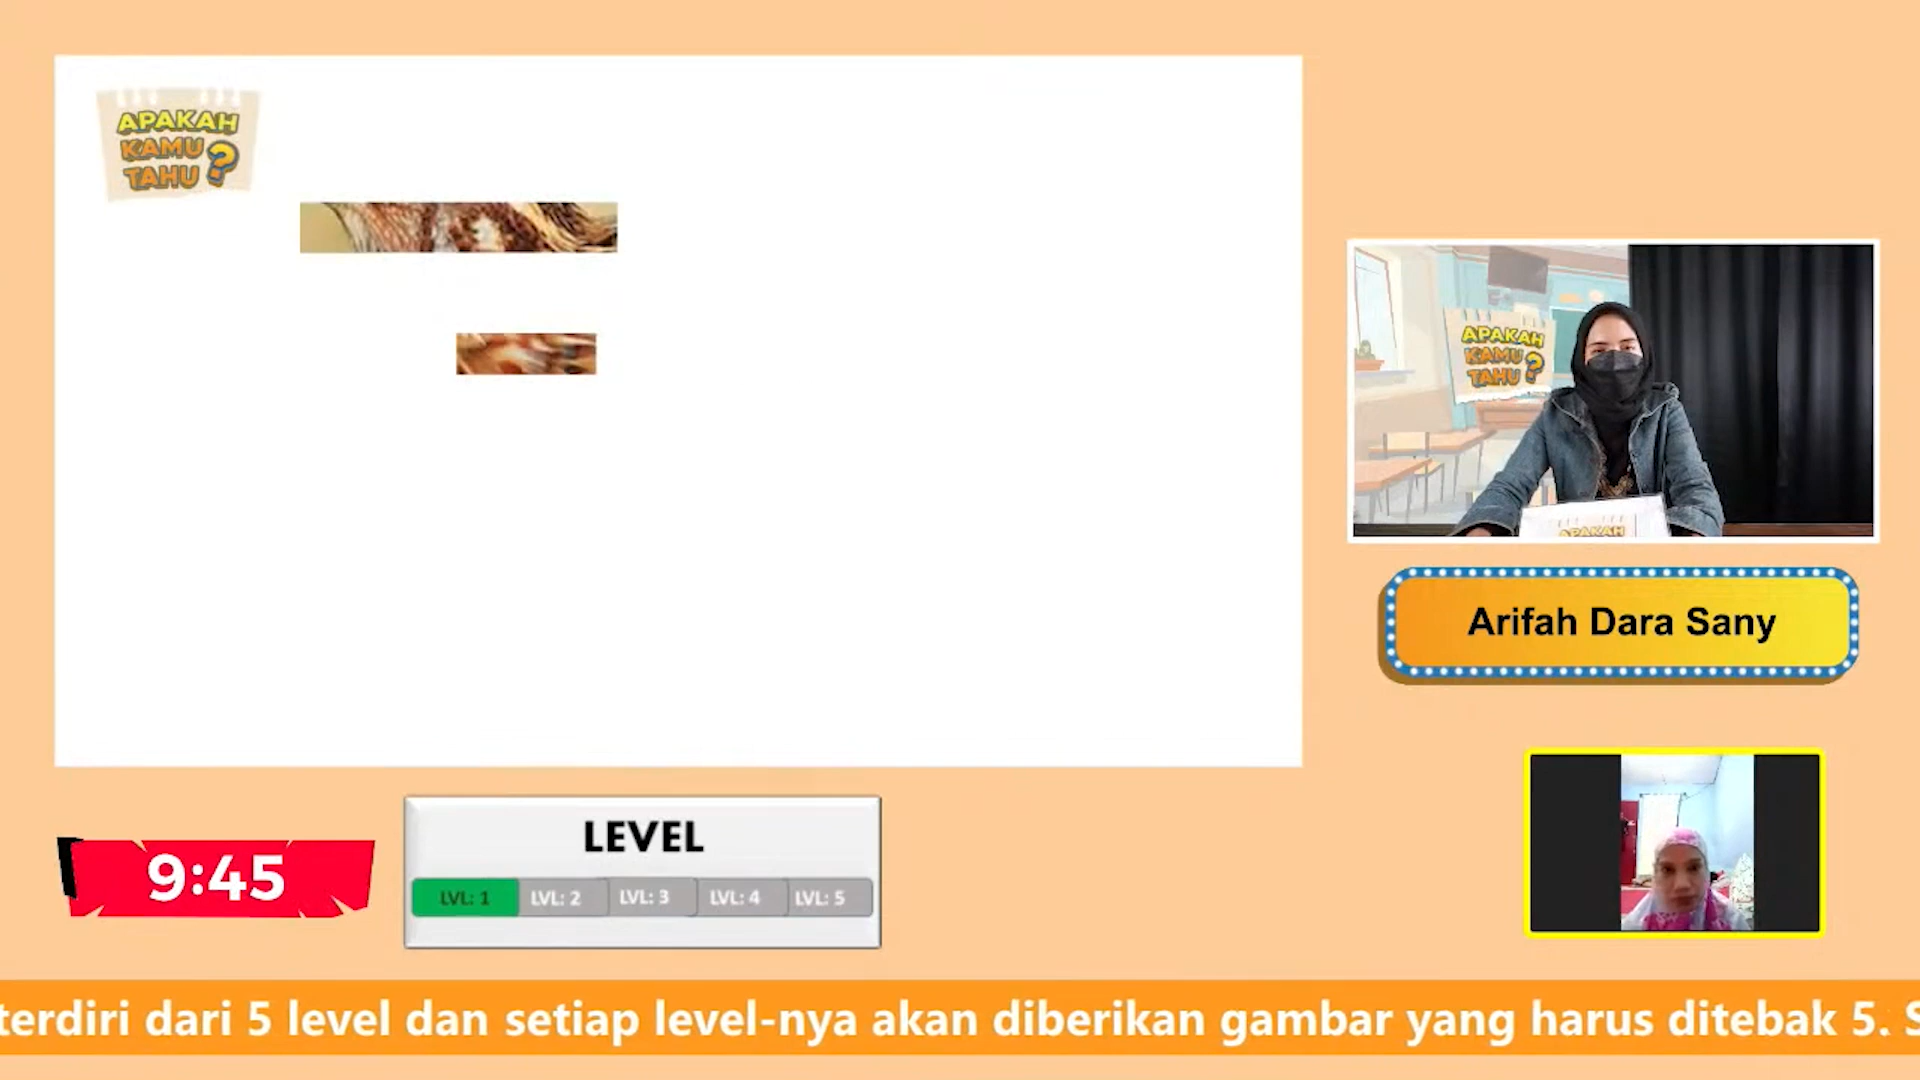 APAKAH
KAMU
TAHU?
APAKAH
KAMU
TAHU?
APAKAH
Arifah Dara Sany
LEVEL
9:45
LVL: 1
LVL: 2
LVL: 3
LVL: 4
LVL: 5
terdiri dari 5 level dan setiap level-nya akan diberikan gambar yang harus ditebak 5. S